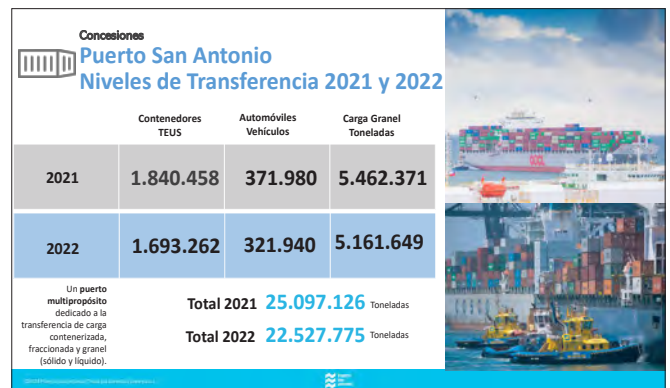 Concesiones
Puerto San Antonio
Niveles de Transferencia 2021 y 2022
Contenedores
TEUS
Automóviles
Vehículos
Carga Granel
Toneladas
2021 1.840.458 371.980 5.462.371
2022 1.693.262 321.940 5.161.649
Un puerto
multipropósito
dedicado a la
transferencia de carga
contenerizada,
fraccionada y granel
(sólido y líquido).
Total 2021 25.097.126 Toneladas
Total 2022 22.527.775 Toneladas